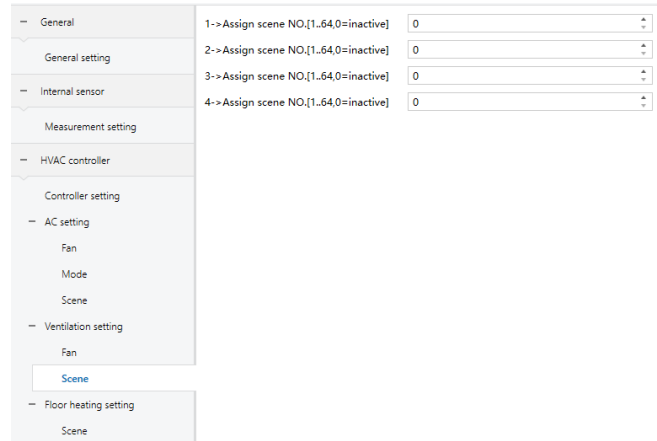 General
General setting
Internal sensor
Measurement setting
HVAC controller
Controller setting
AC setting
Fan
Mode
Scene
Ventilation setting
Fan
Scene
Floor heating setting
Scene
1->Assign scene NO.[1..64,0=inactive] 0
2->Assign scene NO.[1..64,0=inactive] 0
3->Assign scene NO.[1..64,0=inactive] 0
4->Assign scene NO.[1..64,0=inactive] 0